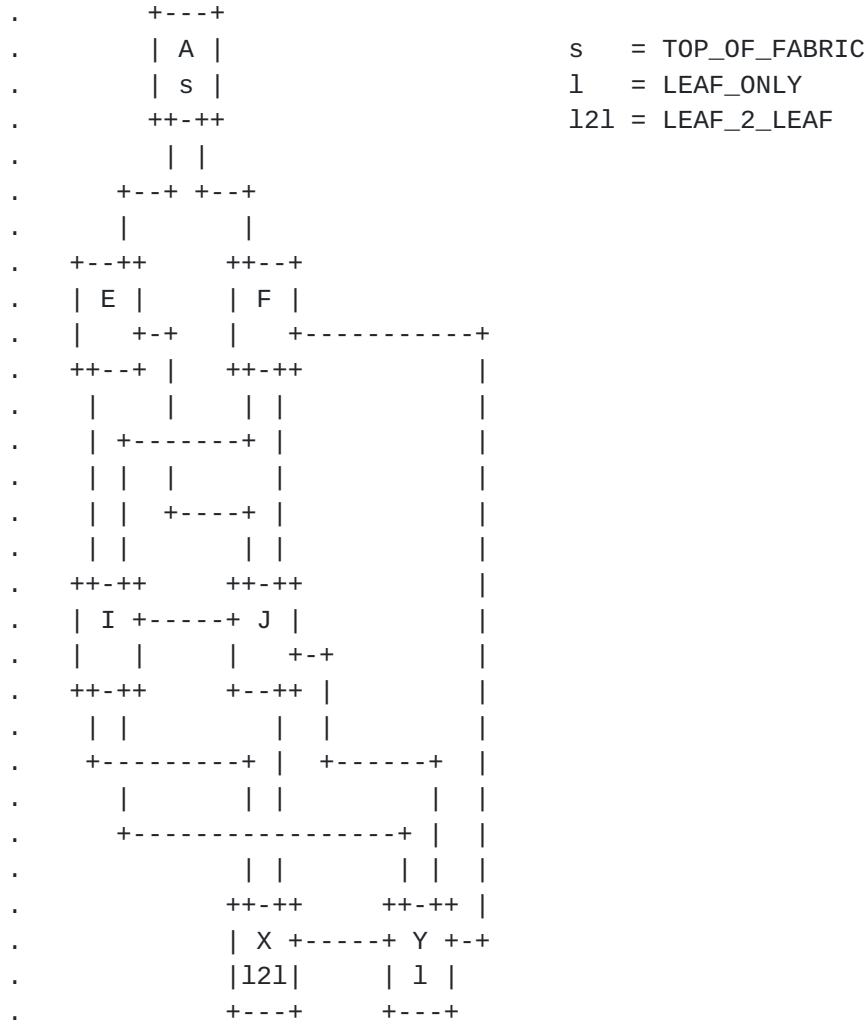 A s = TOP_OF_FABRIC
s l = LEAF_ONLY
l2l = LEAF_2_LEAF
E F
I J
X Y
l2l l